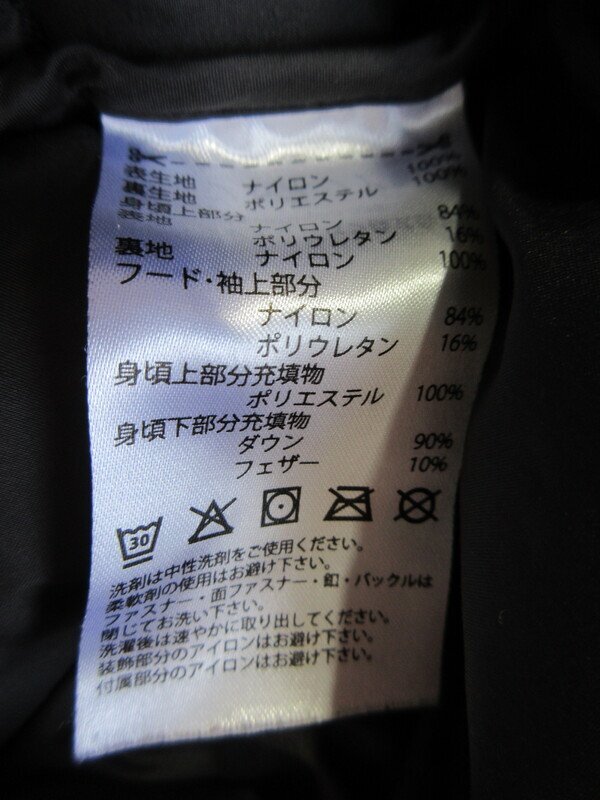 表生地 ナイロン 100%
裏生地 ポリエステル 100%
身頃上部分
表地 ナイロン 84%
ポリウレタン 16%
裏地 ナイロン 100%
フード・袖上部分
ナイロン 84%
ポリウレタン 16%
身頃上部分充填物
ポリエステル 100%
身頃下部分充填物
ダウン 90%
フェザー 10%
30
洗剤は中性洗剤をご使用ください。
柔軟剤の使用はお避け下さい。
ファスナー・面ファスナー・釦・バックルは
閉じてお洗い下さい。
洗濯後は速やかに取り出してください。
装飾部分のアイロンはお避け下さい。
付属部分のアイロンはお避け下さい。